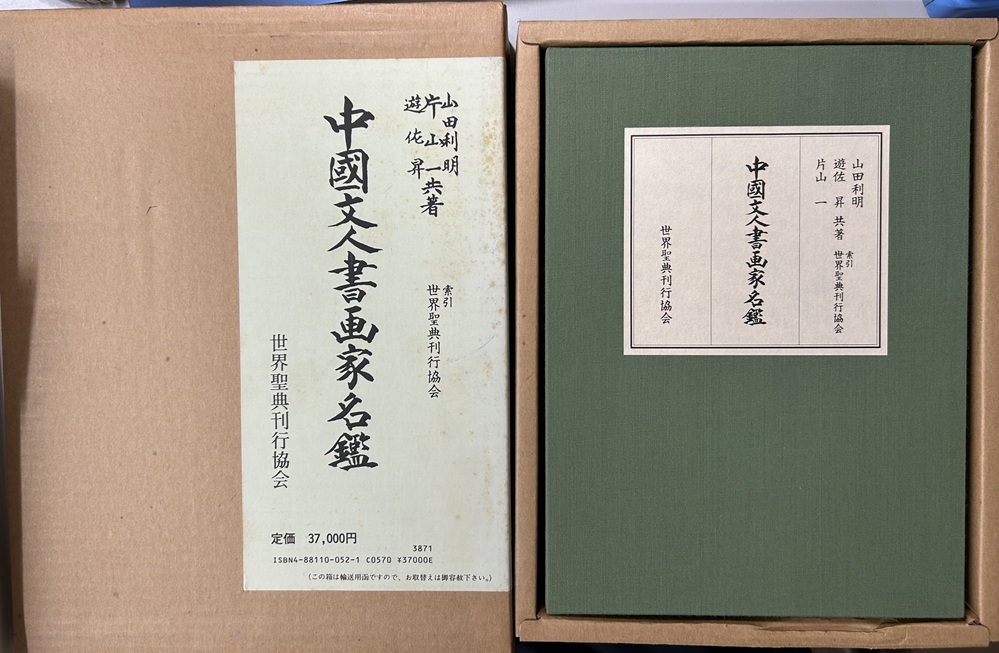 山田利明
片山一共著
遊佐昇
索引
世界聖典刊行協会
中國文人書画家名鑑
世界聖典刊行協会
定価 37,000円
3871
ISBN4-88110-052-1 C0570 ¥37000E
(この箱は輸送用函ですので、お取替えは御容赦下さい。)
山田利明
遊佐 昇 共著
片山 一
索引
世界聖典刊行協会
中國文人書画家名鑑
世界聖典刊行協会